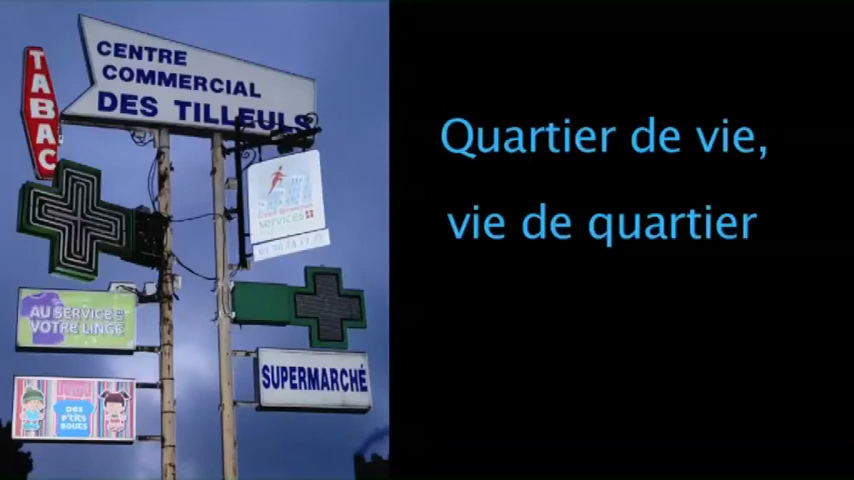 CENTRE
COMMERCIAL
DES TILLEULS
TABAC
services
AU SERVICE DE
VOTRE LINGE
DES
P'TITS
BOUTS
SUPERMARCHÉ
Quartier de vie,
vie de quartier